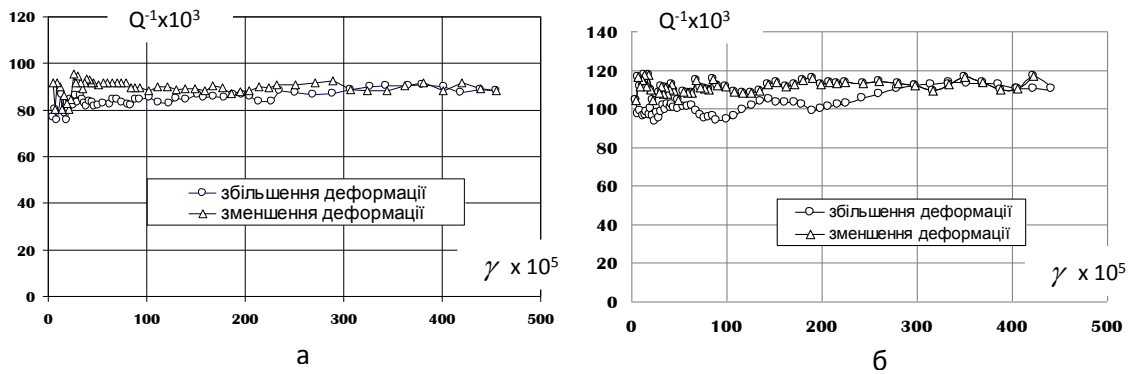 Q⁻¹x10³
120
100
80
60
40
20
0
0 100 200 300 400 500
збільшення деформації
зменшення деформації
γ x 10⁵
а
Q⁻¹x10³
140
120
100
80
60
40
20
0
0 100 200 300 400 500
збільшення деформації
зменшення деформації
γ x 10⁵
б